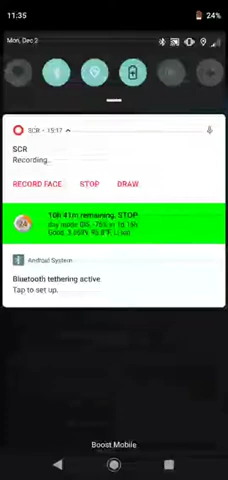 11:35
24%
Mon, Dec 2
SCR • 15:17
SCR
Recording..
RECORD FACE STOP DRAW
10h 41m remaining. STOP
24
Android System
Bluetooth tethering active
Tap to set up.
Boost Mobile